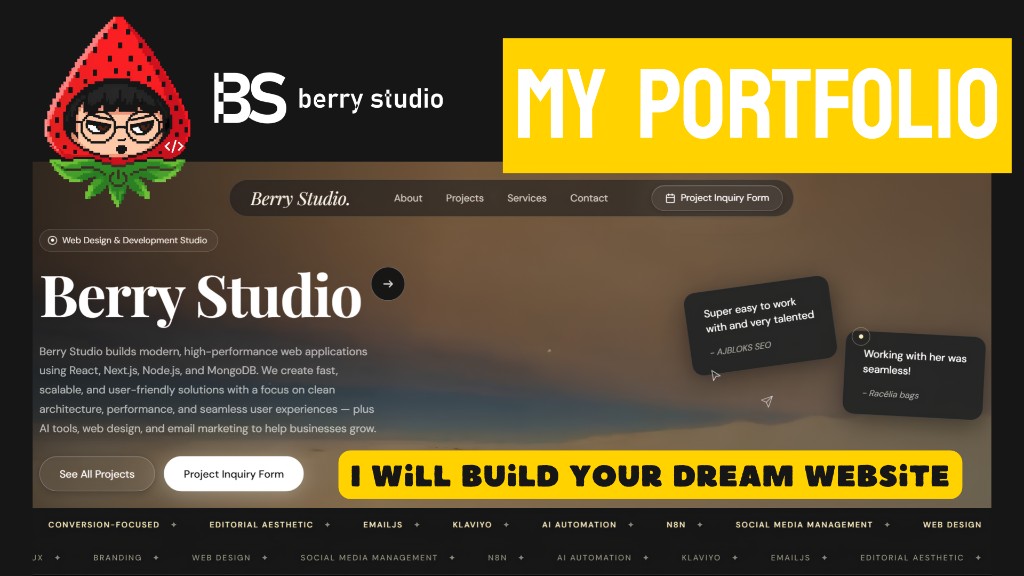 </>
BS berry studio
MY PORTFOLIO
Berry Studio.
About
Projects
Services
Contact
Project Inquiry Form
Web Design & Development Studio
Berry Studio
Berry Studio builds modern, high-performance web applications
using React, Next.js, Node.js, and MongoDB. We create fast,
scalable, and user-friendly solutions with a focus on clean
architecture, performance, and seamless user experiences — plus
AI tools, web design, and email marketing to help businesses grow.
See All Projects
Project Inquiry Form
Super easy to work
with and very talented
- AJBLOKS SEO
Working with her was
seamless!
- Racélia bags
I WiLL BUiLD YOUR DREAM WEBSiTE
CONVERSION-FOCUSED + EDITORIAL AESTHETIC + EMAILJS + KLAVIYO + AI AUTOMATION + N8N + SOCIAL MEDIA MANAGEMENT + WEB DESIGN
JX + BRANDING + WEB DESIGN + SOCIAL MEDIA MANAGEMENT + N8N + AI AUTOMATION + KLAVIYO + EMAILJS + EDITORIAL AESTHETIC +